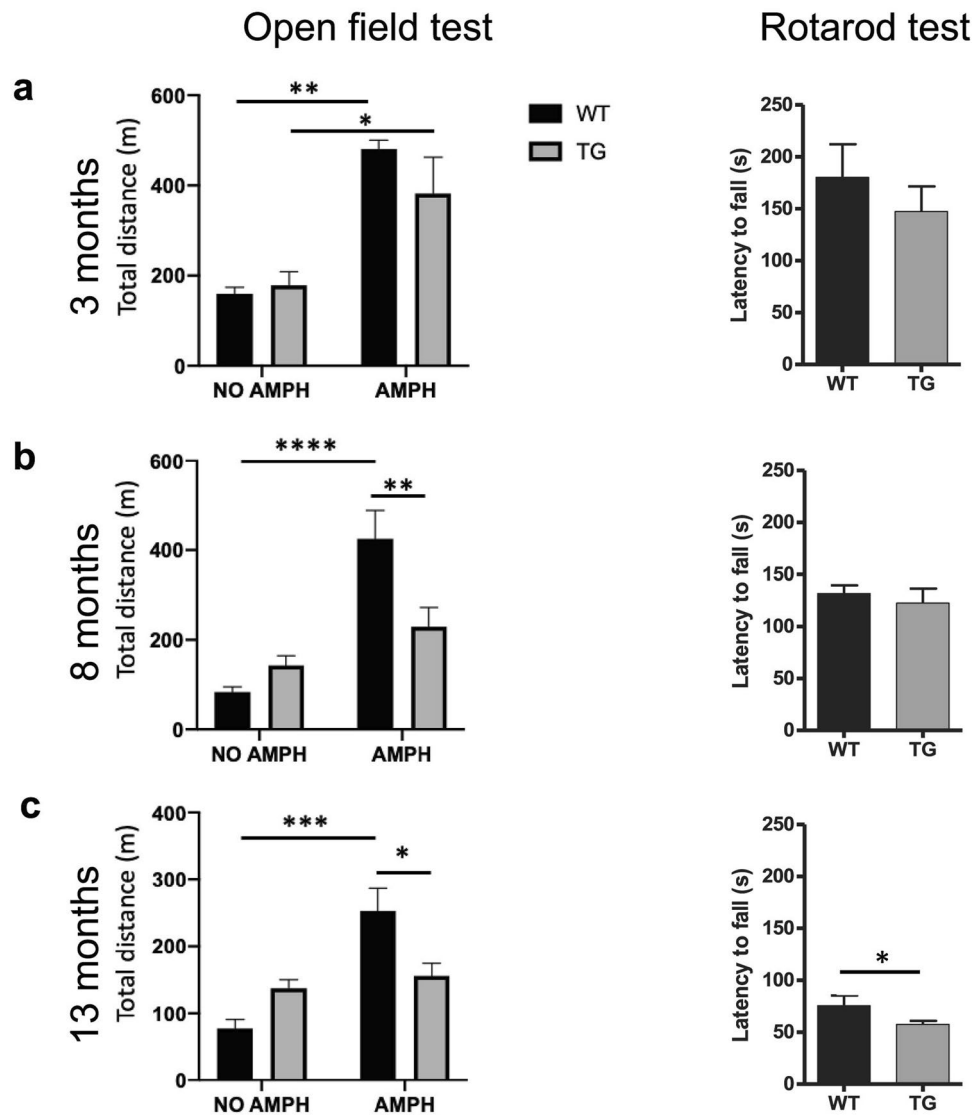 Open field test
Rotarod test
a
3 months
Total distance (m)
600
400
200
0
**
*
NO AMPH
AMPH
WT
TG
Latency to fall (s)
250
200
150
100
50
0
WT
TG
b
8 months
Total distance (m)
600
400
200
0
****
**
NO AMPH
AMPH
Latency to fall (s)
250
200
150
100
50
0
WT
TG
c
13 months
Total distance (m)
400
300
200
100
0
***
*
NO AMPH
AMPH
Latency to fall (s)
250
200
150
100
50
0
*
WT
TG